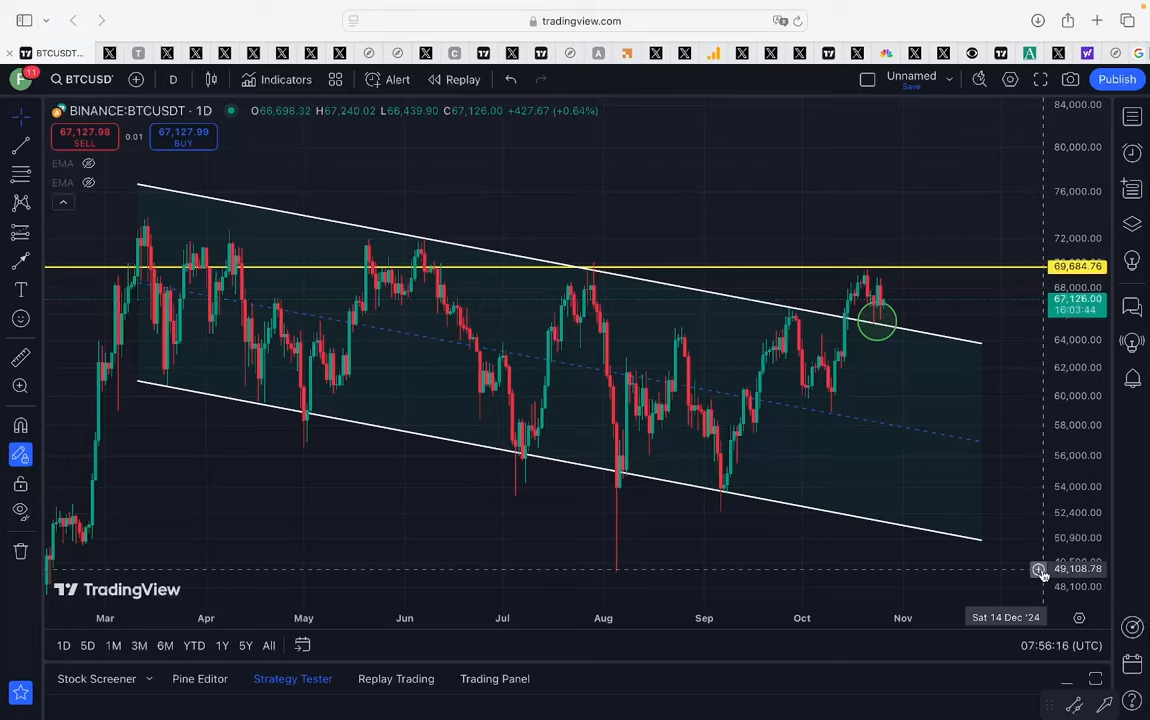 tradingview.com
BTCUSDT...
11
BTCUSD
D
Indicators
Alert
Replay
Unnamed
Save
Publish
BINANCE:BTCUSDT · 1D
O66,698.32 H67,240.02 L66,439.90 C67,126.00 +427.67 (+0.64%)
67,127.98
SELL
0.01
67,127.99
BUY
EMA
EMA
84,000.00
80,000.00
76,000.00
72,000.00
69,684.76
68,000.00
67,126.00
16:03:44
64,000.00
62,000.00
60,000.00
58,000.00
56,000.00
54,000.00
52,400.00
50,900.00
49,108.78
48,100.00
TradingView
Mar
Apr
May
Jun
Jul
Aug
Sep
Oct
Nov
Sat 14 Dec '24
1D 5D 1M 3M 6M YTD 1Y 5Y All
07:56:16 (UTC)
Stock Screener
Pine Editor
Strategy Tester
Replay Trading
Trading Panel